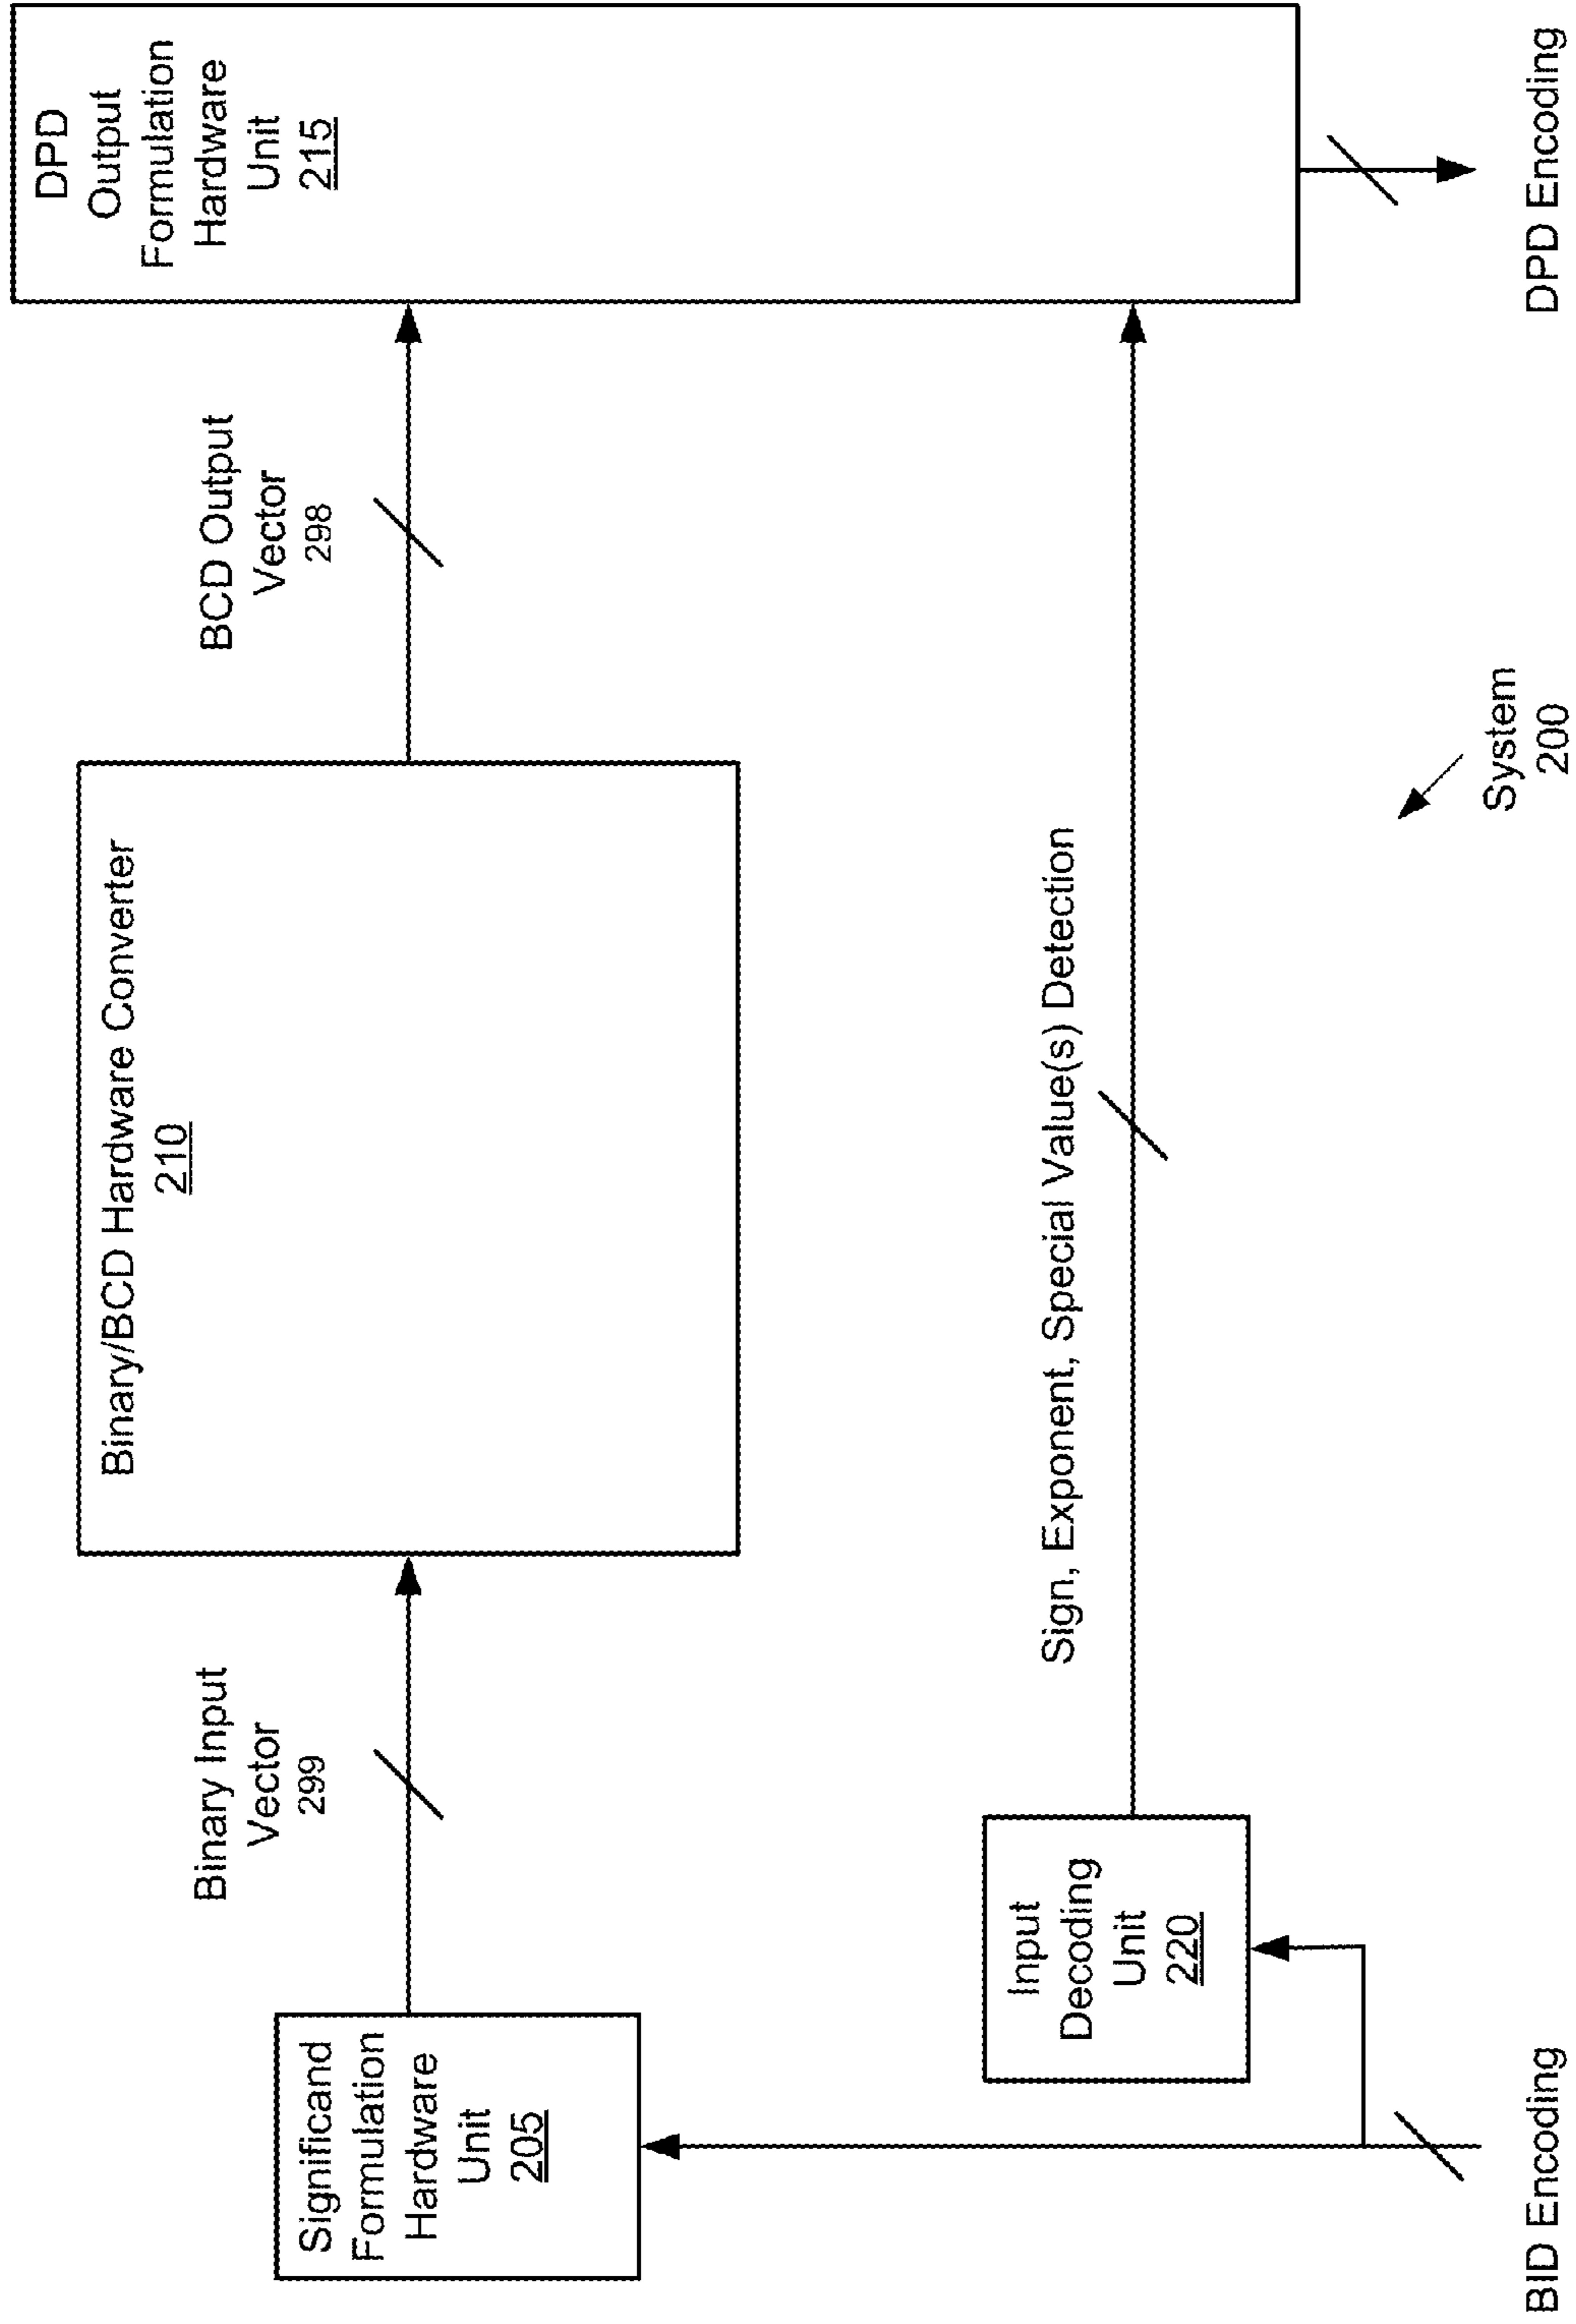 Significand
Formulation
Hardware
Unit
205
Binary Input
Vector
299
Binary/BCD Hardware Converter
210
BCD Output
Vector
298
DPD
Output
Formulation
Hardware
Unit
215
Input
Decoding
Unit
220
Sign, Exponent, Special Value(s) Detection
BID Encoding
System
200
DPD Encoding